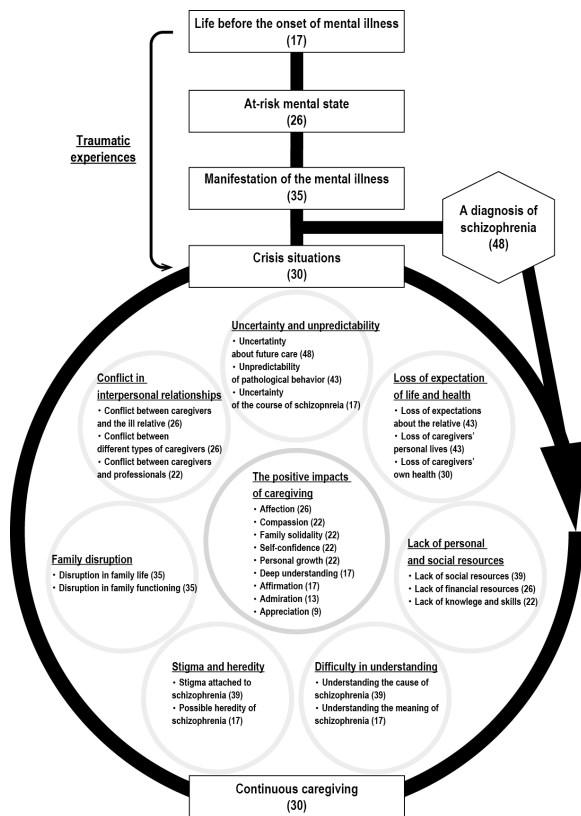 Life before the onset of mental illness
(17)
At-risk mental state
(26)
Traumatic
experiences
Manifestation of the mental illness
(35)
A diagnosis of
schizophrenia
(48)
Crisis situations
(30)
Uncertainty and unpredictability
・Uncertatinty
about future care (48)
・Unpredictability
of pathological behavior (43)
・Uncertainty
of the course of schizopnreia (17)
Conflict in
interpersonal relationships
・Conflict between caregivers
and the ill relative (26)
・Conflict between
different types of caregivers (26)
・Conflict between caregivers
and professionals (22)
Loss of expectation
of life and health
・Loss of expectations
about the relative (43)
・Loss of caregivers'
personal lives (43)
・Loss of caregivers'
own health (30)
The positive impacts
of caregiving
・Affection (26)
・Compassion (22)
・Family solidality (22)
・Self-confidence (22)
・Personal growth (22)
・Deep understanding (17)
・Affirmation (17)
・Admiration (13)
・Appreciation (9)
Family disruption
・Disruption in family life (35)
・Disruption in family functioning (35)
Lack of personal
and social resources
・Lack of social resources (39)
・Lack of financial resources (26)
・Lack of knowlege and skills (22)
Stigma and heredity
・Stigma attached to
schizophrenia (39)
・Possible heredity of
schizophrenia (17)
Difficulty in understanding
・Understanding the cause of
schizophrenia (39)
・Understanding the meaning of
schizophrenia (17)
Continuous caregiving
(30)